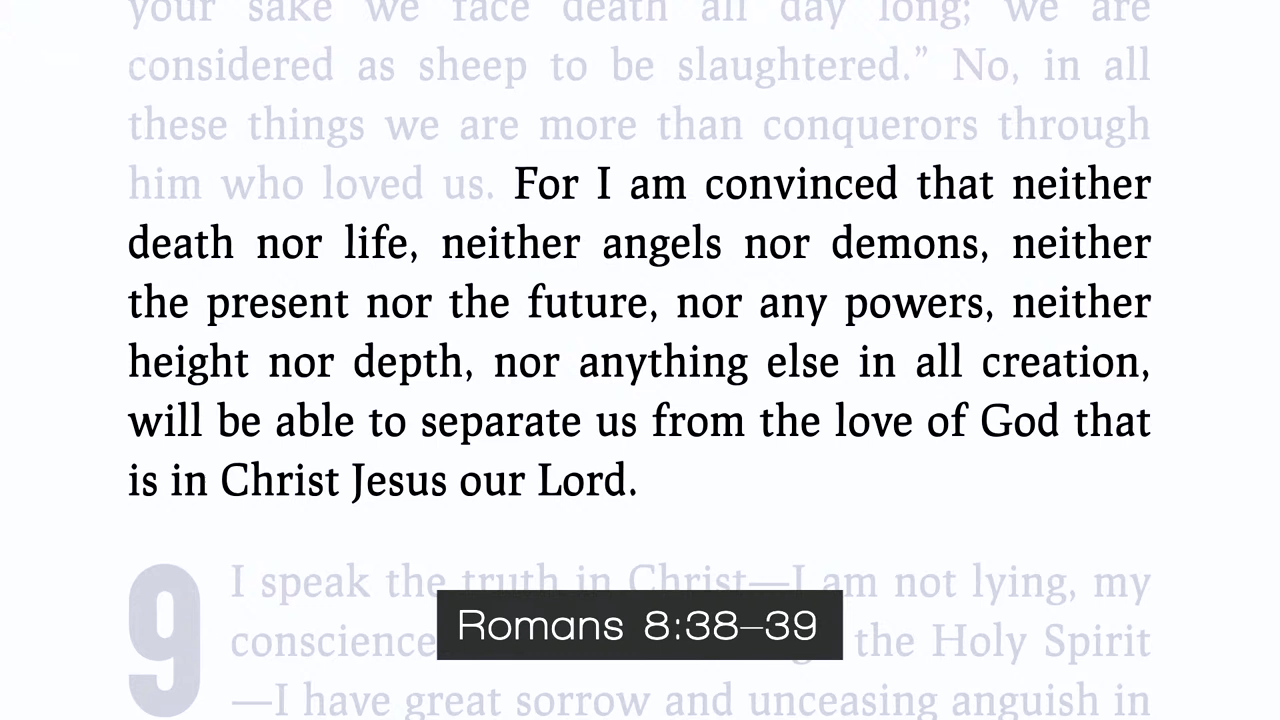 your sake we face death all day long; we are
considered as sheep to be slaughtered.” No, in all
these things we are more than conquerors through
him who loved us. For I am convinced that neither
death nor life, neither angels nor demons, neither
the present nor the future, nor any powers, neither
height nor depth, nor anything else in all creation,
will be able to separate us from the love of God that
is in Christ Jesus our Lord.
9
I speak the truth in Christ—I am not lying, my
conscience the Holy Spirit
—I have great sorrow and unceasing anguish in
Romans 8:38–39